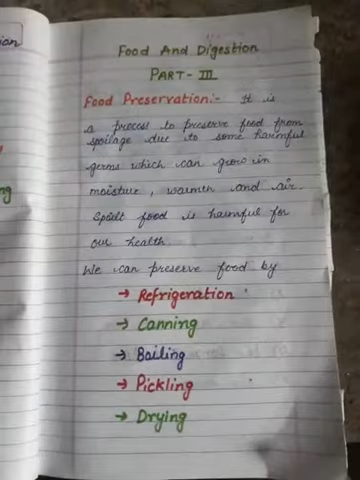 ion
Food And Digestion
PART - III
Food Preservation:- It is
a process to preserve food from
spoilage due to some harmful
germs which can grow in
moisture, warmth and air.
Spoilt food is harmful for
our health.
We can preserve food by
→ Refrigeration
→ Canning
→ Boiling
→ Pickling
→ Drying